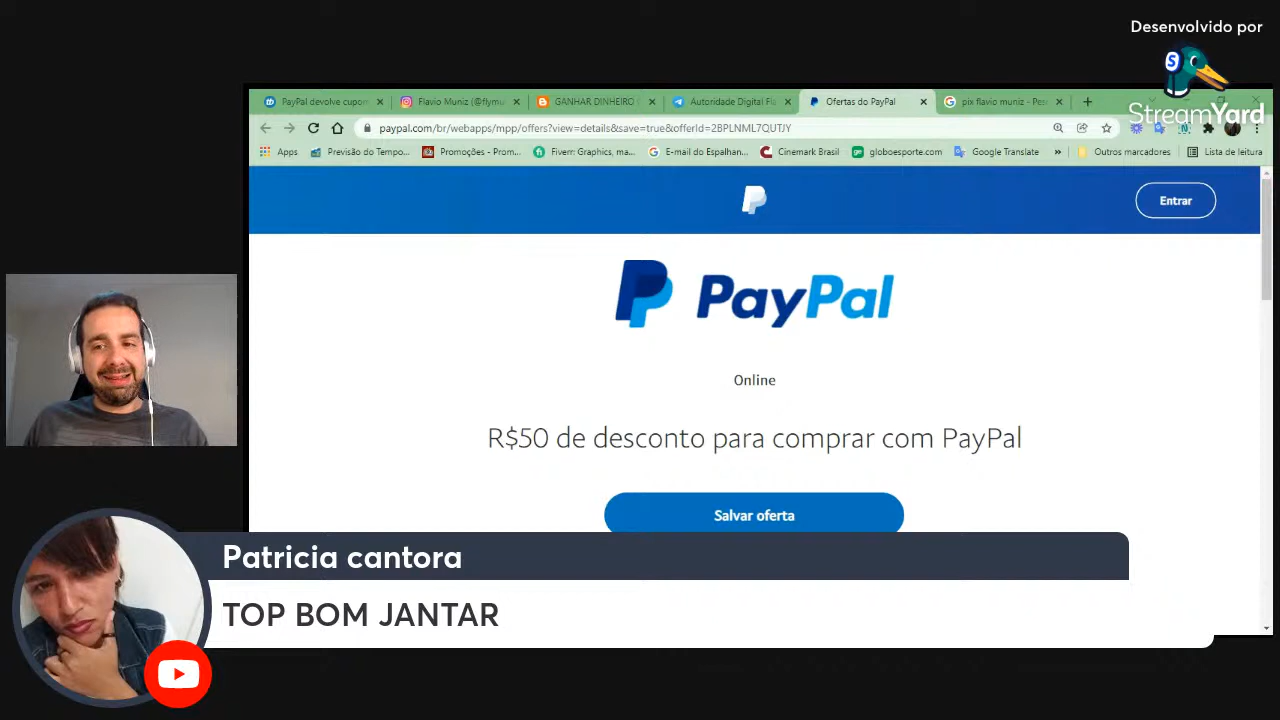 Desenvolvido por
StreamYard
PayPal devolve cupom
Flavio Muniz (@flymu
GANHAR DINHEIRO
Autoridade Digital Fl
Ofertas do PayPal
pix flavio muniz - Pes
paypal.com/br/webapps/mpp/offers?view=details&save=true&offerId=2BPLNML7QUTJY
Apps
Previsão do Tempo...
Promoções - Prom...
Fiverr: Graphics, ma...
E-mail do Espalhan...
Cinemark Brasil
globoesporte.com
Google Translate
»
Outros marcadores
Lista de leitura
Entrar
PayPal
Online
R$50 de desconto para comprar com PayPal
Salvar oferta
Patricia cantora
TOP BOM JANTAR